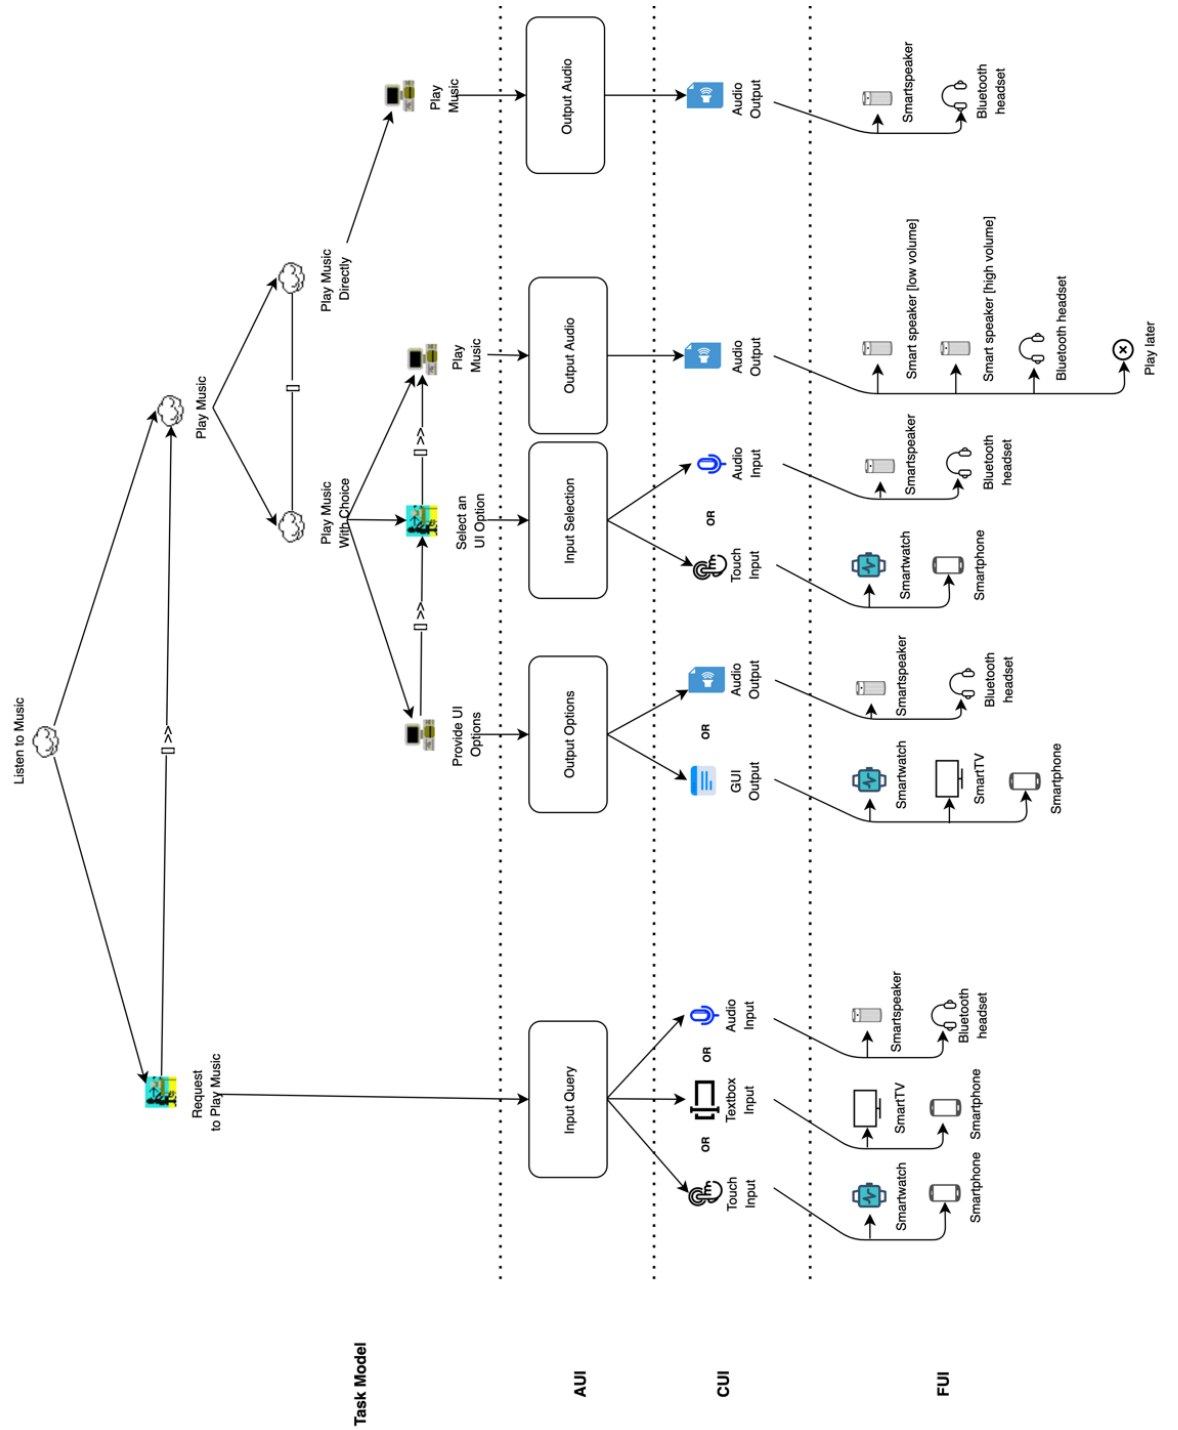 Listen to Music
[] >>
Request
to Play Music
Play Music
[]
Play Music
With Choice
Play Music
Directly
[] >>
[] >>
Provide UI
Options
Select an
UI Option
Play
Music
Play
Music
Task Model
Input Query
Output Options
Input Selection
Output Audio
Output Audio
AUI
Touch
Input
OR
Textbox
Input
OR
Audio
Input
GUI
Output
OR
Audio
Output
Touch
Input
OR
Audio
Input
Audio
Output
Audio
Output
CUI
Smartwatch
Smartphone
SmartTV
Smartphone
Smartspeaker
Bluetooth
headset
Smartwatch
SmartTV
Smartphone
Smartspeaker
Bluetooth
headset
Smartwatch
Smartphone
Smartspeaker
Bluetooth
headset
Smart speaker [low volume]
Smart speaker [high volume]
Bluetooth headset
Play later
Smartspeaker
Bluetooth
headset
FUI